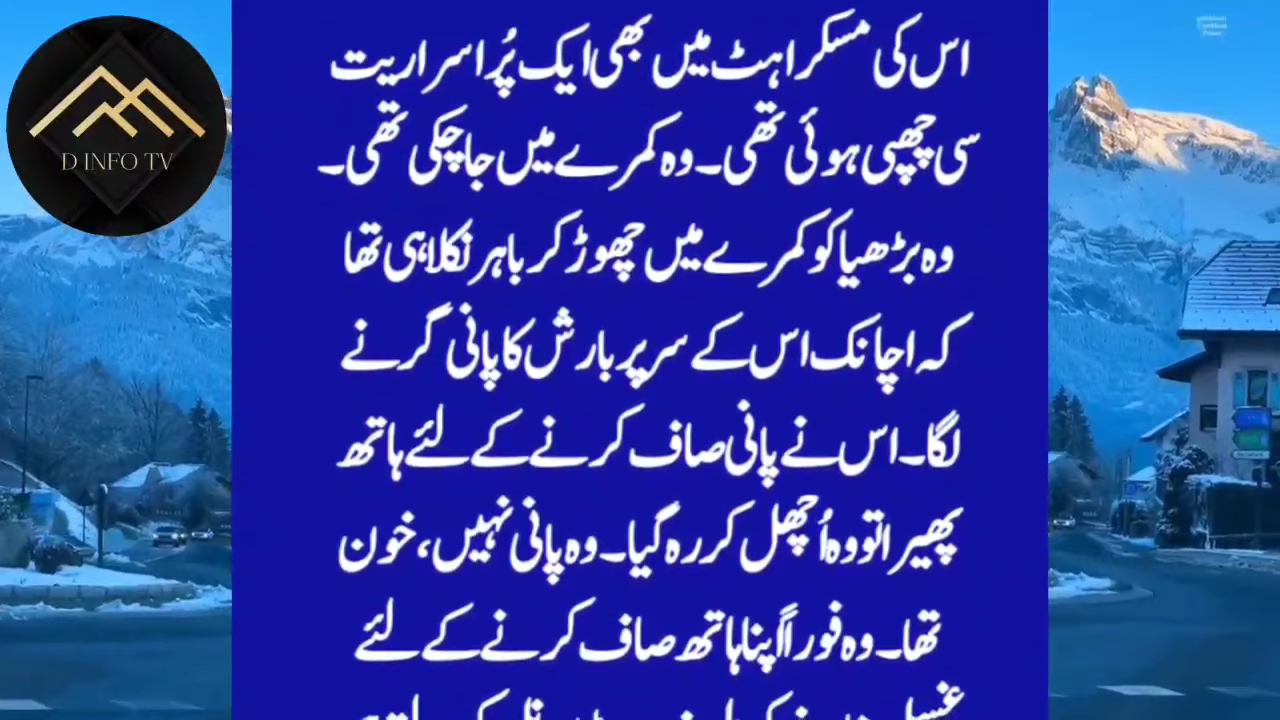 D INFO TV
اس کی مسکراہٹ میں بھی ایک پُراسراریت
سی چھپی ہوئی تھی۔ وہ کمرے میں جا چکی تھی۔
وہ بڑھیا کو کمرے میں چھوڑ کر باہر نکلا ہی تھا
کہ اچانک اس کے سر پر بارش کا پانی گرنے
لگا۔ اس نے پانی صاف کرنے کے لئے ہاتھ
پھیرا تو وہ اُچھل کر رہ گیا۔ وہ پانی نہیں، خون
تھا۔ وہ فوراً اپنا ہاتھ صاف کرنے کے لئے